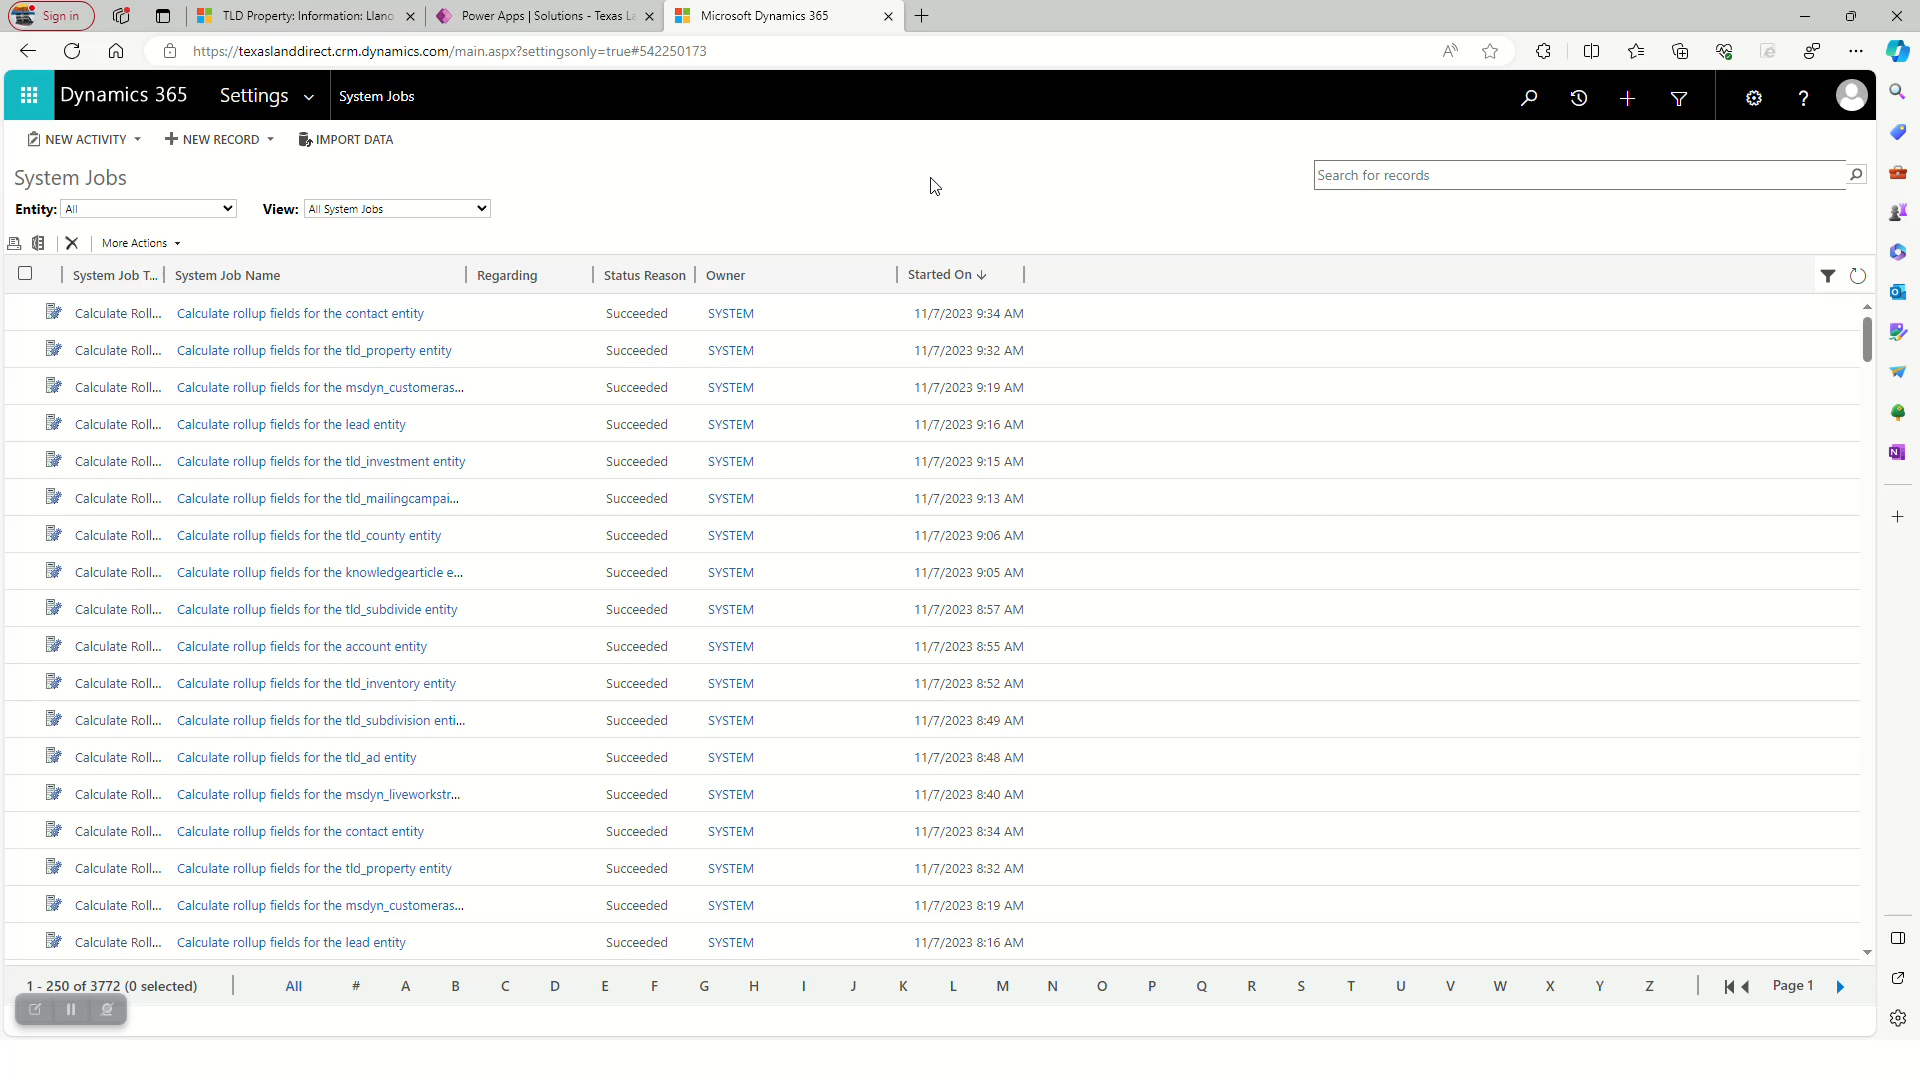 Sign in
TLD Property: Information: Llano
Power Apps | Solutions - Texas La
Microsoft Dynamics 365
https://texaslanddirect.crm.dynamics.com/main.aspx?settingsonly=true#542250173
Dynamics 365 Settings System Jobs
NEW ACTIVITY NEW RECORD IMPORT DATA
System Jobs
Search for records
Entity: All View: All System Jobs
More Actions
System Job T... System Job Name Regarding Status Reason Owner Started On
Calculate Roll... Calculate rollup fields for the contact entity Succeeded SYSTEM 11/7/2023 9:34 AM
Calculate Roll... Calculate rollup fields for the tld_property entity Succeeded SYSTEM 11/7/2023 9:32 AM
Calculate Roll... Calculate rollup fields for the msdyn_customeras... Succeeded SYSTEM 11/7/2023 9:19 AM
Calculate Roll... Calculate rollup fields for the lead entity Succeeded SYSTEM 11/7/2023 9:16 AM
Calculate Roll... Calculate rollup fields for the tld_investment entity Succeeded SYSTEM 11/7/2023 9:15 AM
Calculate Roll... Calculate rollup fields for the tld_mailingcampai... Succeeded SYSTEM 11/7/2023 9:13 AM
Calculate Roll... Calculate rollup fields for the tld_county entity Succeeded SYSTEM 11/7/2023 9:06 AM
Calculate Roll... Calculate rollup fields for the knowledgearticle e... Succeeded SYSTEM 11/7/2023 9:05 AM
Calculate Roll... Calculate rollup fields for the tld_subdivide entity Succeeded SYSTEM 11/7/2023 8:57 AM
Calculate Roll... Calculate rollup fields for the account entity Succeeded SYSTEM 11/7/2023 8:55 AM
Calculate Roll... Calculate rollup fields for the tld_inventory entity Succeeded SYSTEM 11/7/2023 8:52 AM
Calculate Roll... Calculate rollup fields for the tld_subdivision enti... Succeeded SYSTEM 11/7/2023 8:49 AM
Calculate Roll... Calculate rollup fields for the tld_ad entity Succeeded SYSTEM 11/7/2023 8:48 AM
Calculate Roll... Calculate rollup fields for the msdyn_liveworkstr... Succeeded SYSTEM 11/7/2023 8:40 AM
Calculate Roll... Calculate rollup fields for the contact entity Succeeded SYSTEM 11/7/2023 8:34 AM
Calculate Roll... Calculate rollup fields for the tld_property entity Succeeded SYSTEM 11/7/2023 8:32 AM
Calculate Roll... Calculate rollup fields for the msdyn_customeras... Succeeded SYSTEM 11/7/2023 8:19 AM
Calculate Roll... Calculate rollup fields for the lead entity Succeeded SYSTEM 11/7/2023 8:16 AM
1 - 250 of 3772 (0 selected) All # A B C D E F G H I J K L M N O P Q R S T U V W X Y Z Page 1